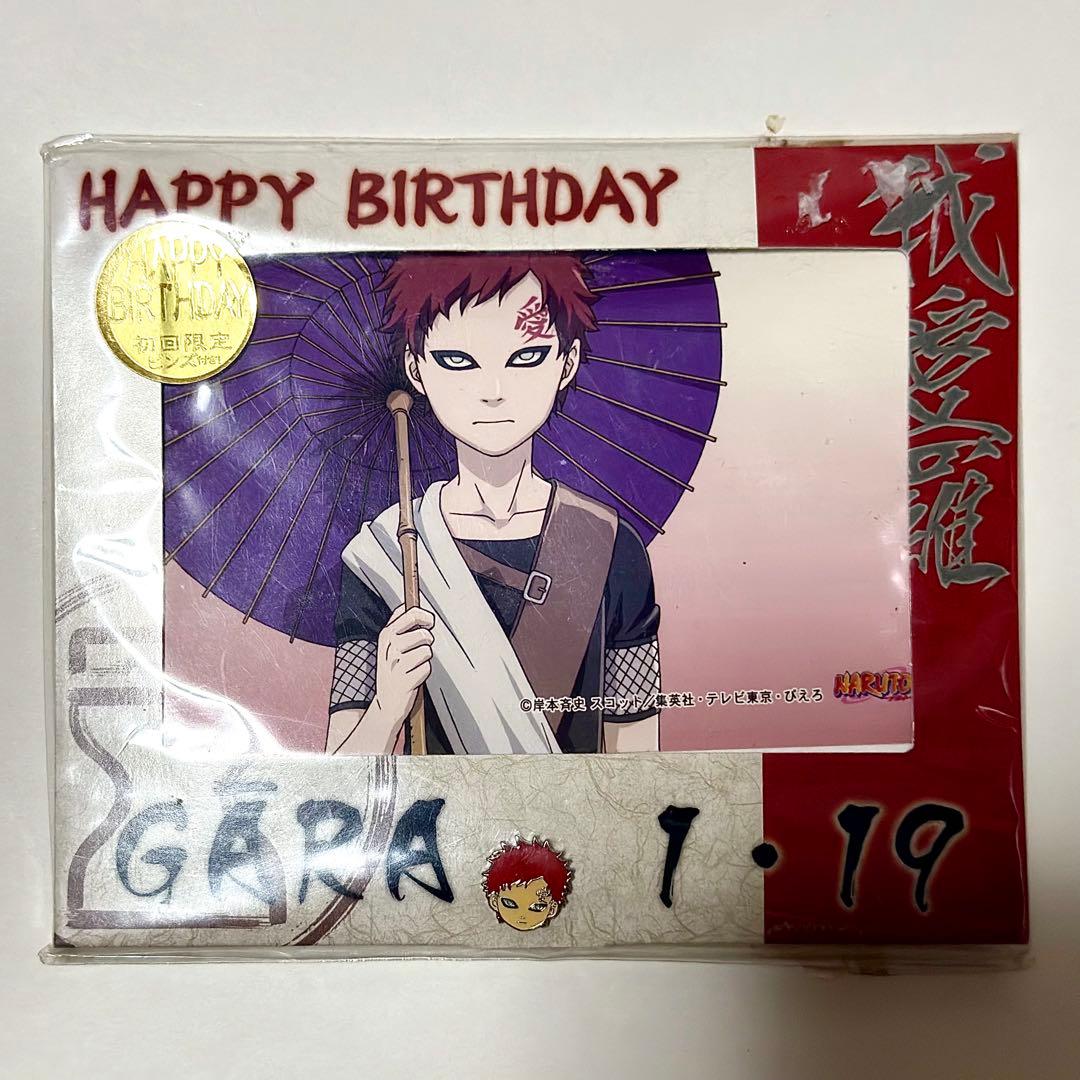 HAPPY BIRTHDAY
HAPPY
BIRTHDAY
初回限定
ピンズ付き!
愛
我愛羅
©岸本斉史 スコット/集英社・テレビ東京・ぴえろ
NARUTO
GĀRA 1・19